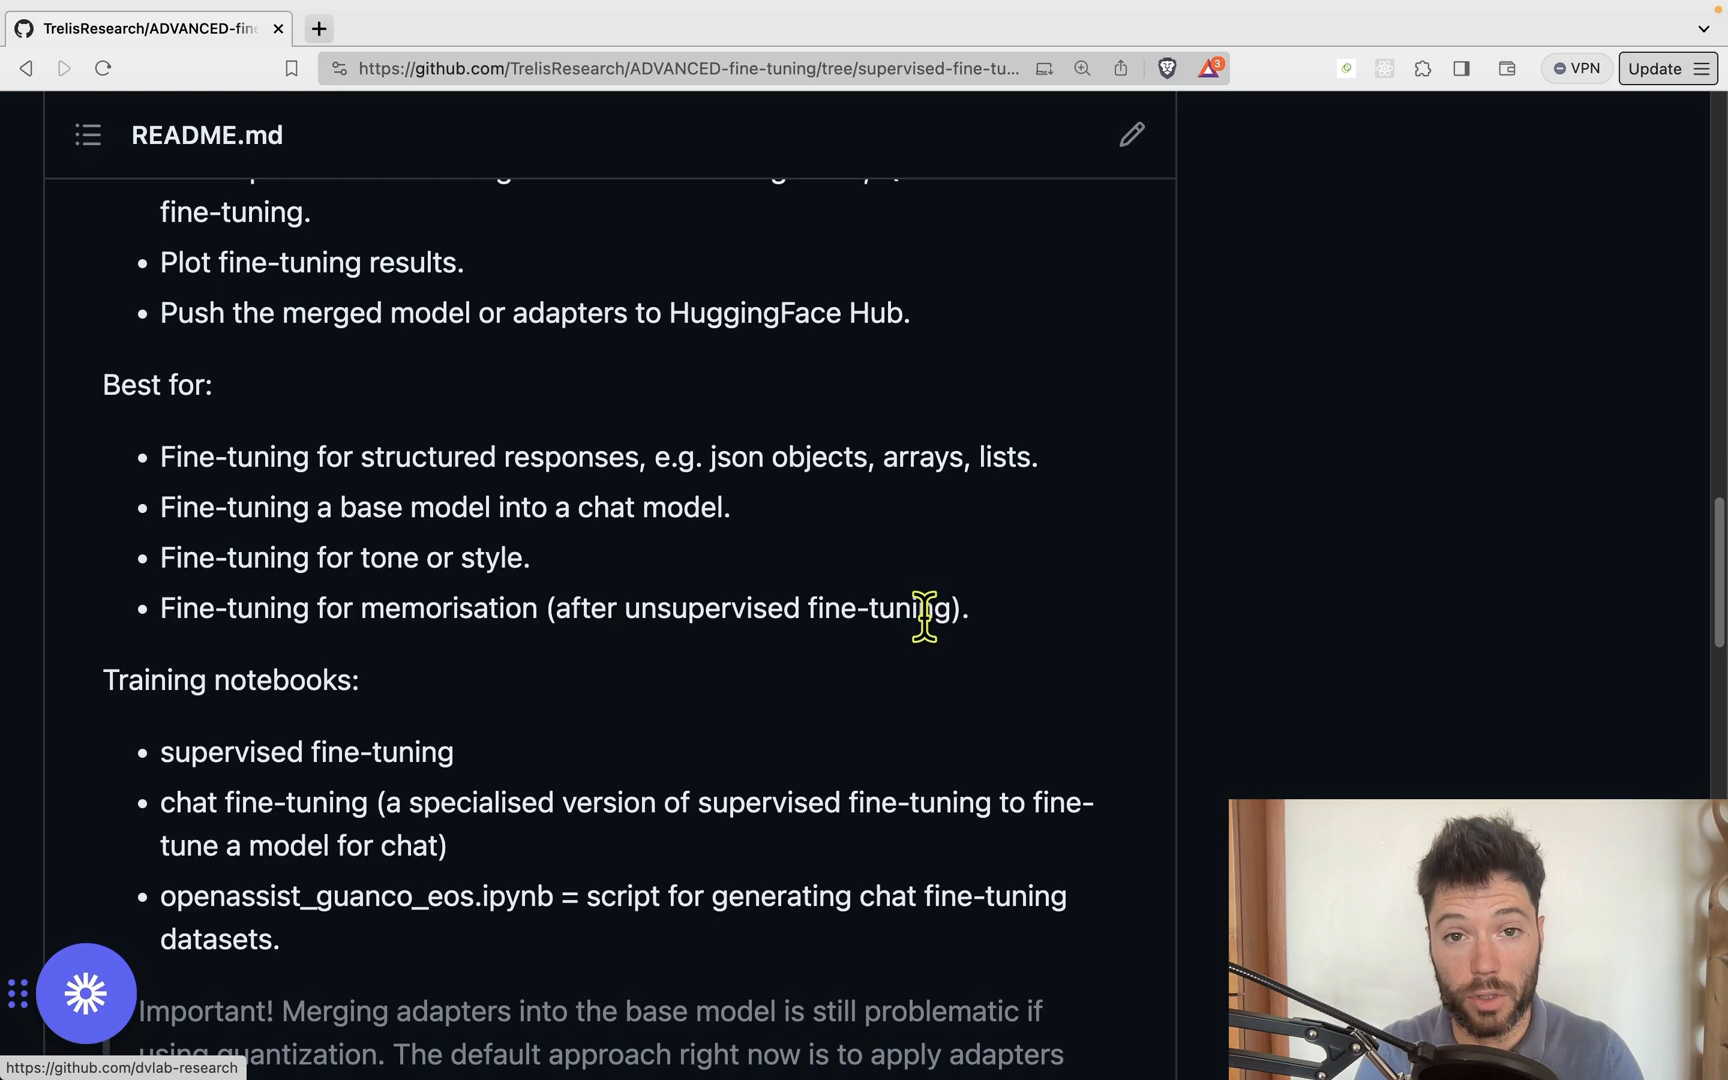 TrelisResearch/ADVANCED-fin
https://github.com/TrelisResearch/ADVANCED-fine-tuning/tree/supervised-fine-tu...
3
VPN
Update
README.md
fine-tuning.
• Plot fine-tuning results.
• Push the merged model or adapters to HuggingFace Hub.
Best for:
• Fine-tuning for structured responses, e.g. json objects, arrays, lists.
• Fine-tuning a base model into a chat model.
• Fine-tuning for tone or style.
• Fine-tuning for memorisation (after unsupervised fine-tuning).
Training notebooks:
• supervised fine-tuning
• chat fine-tuning (a specialised version of supervised fine-tuning to fine-
tune a model for chat)
• openassist_guanco_eos.ipynb = script for generating chat fine-tuning
datasets.
Important! Merging adapters into the base model is still problematic if
using quantization. The default approach right now is to apply adapters
https://github.com/dvlab-research